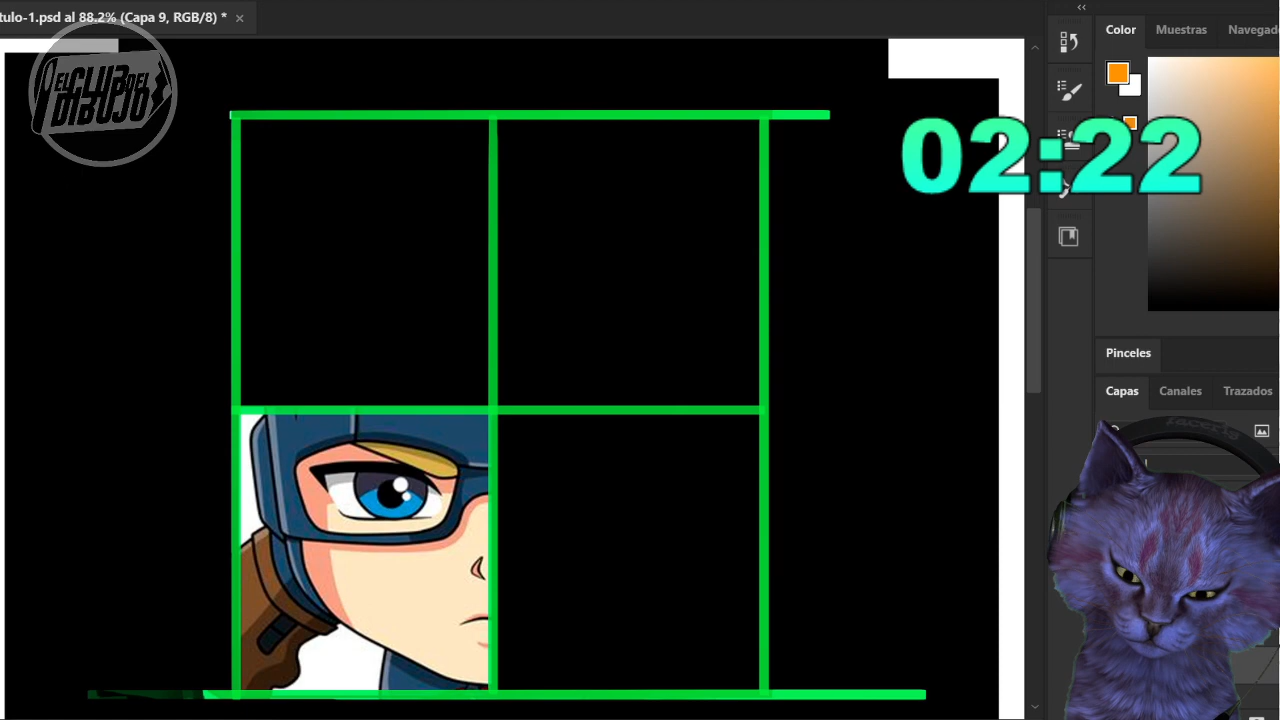 tulo-1.psd al 88.2% (Capa 9, RGB/8) * ×
EL CLUB DEL
DIBUJO
Color Muestras Navegad
02:22
Pinceles
Capas Canales Trazados
facerig